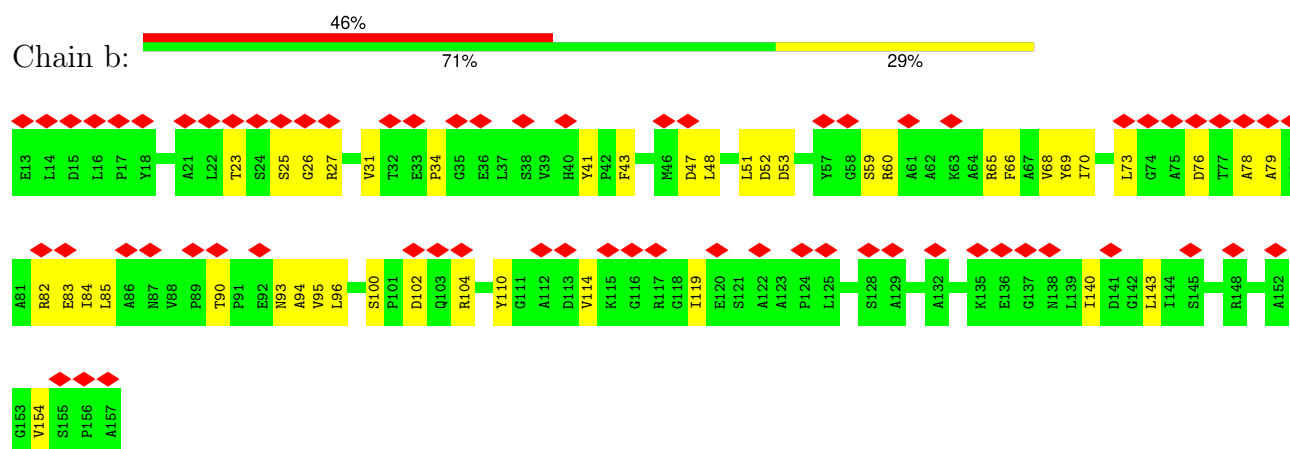 46%
Chain b:
71% 29%
E13 L14 D15 L16 P17 Y18 A21 L22 T23 S24 S25 G26 R27 V31 T32 E33 P34 G35 E36 L37 S38 V39 H40 Y41 P42 F43 M46 D47 L48 L51 D52 D53 Y57 G58 S59 R60 A61 A62 K63 A64 R65 F66 A67 V68 Y69 I70 L73 G74 A75 D76 T77 A78 A79
A81 R82 E83 I84 L85 A86 N87 V88 P89 T90 P91 E92 N93 A94 V95 L96 S100 P101 D102 Q103 R104 Y110 G111 A112 D113 V114 K115 G116 R117 G118 I119 E120 S121 A122 A123 P124 L125 S128 A129 A132 K135 E136 G137 N138 L139 I140 D141 G142 L143 I144 S145 R148 A152
G153 V154 S155 P156 A157